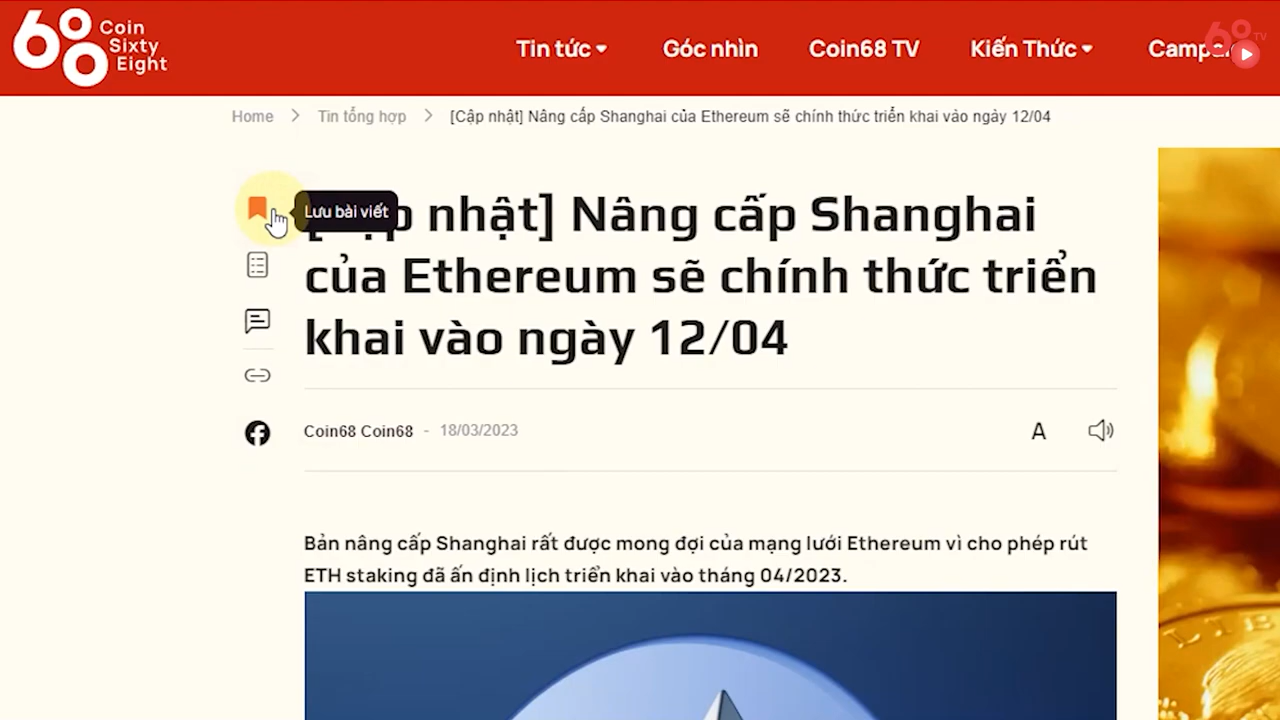 Coin
Sixty
Eight
Tin tức
Góc nhìn
Coin68 TV
Kiến Thức
68 TV
Home
Tin tổng hợp
[Cập nhật] Nâng cấp Shanghai của Ethereum sẽ chính thức triển khai vào ngày 12/04
Lưu bài viết
nhật] Nâng cấp Shanghai
của Ethereum sẽ chính thức triển
khai vào ngày 12/04
Coin68 Coin68 - 18/03/2023
A
Bản nâng cấp Shanghai rất được mong đợi của mạng lưới Ethereum vì cho phép rút
ETH staking đã ấn định lịch triển khai vào tháng 04/2023.